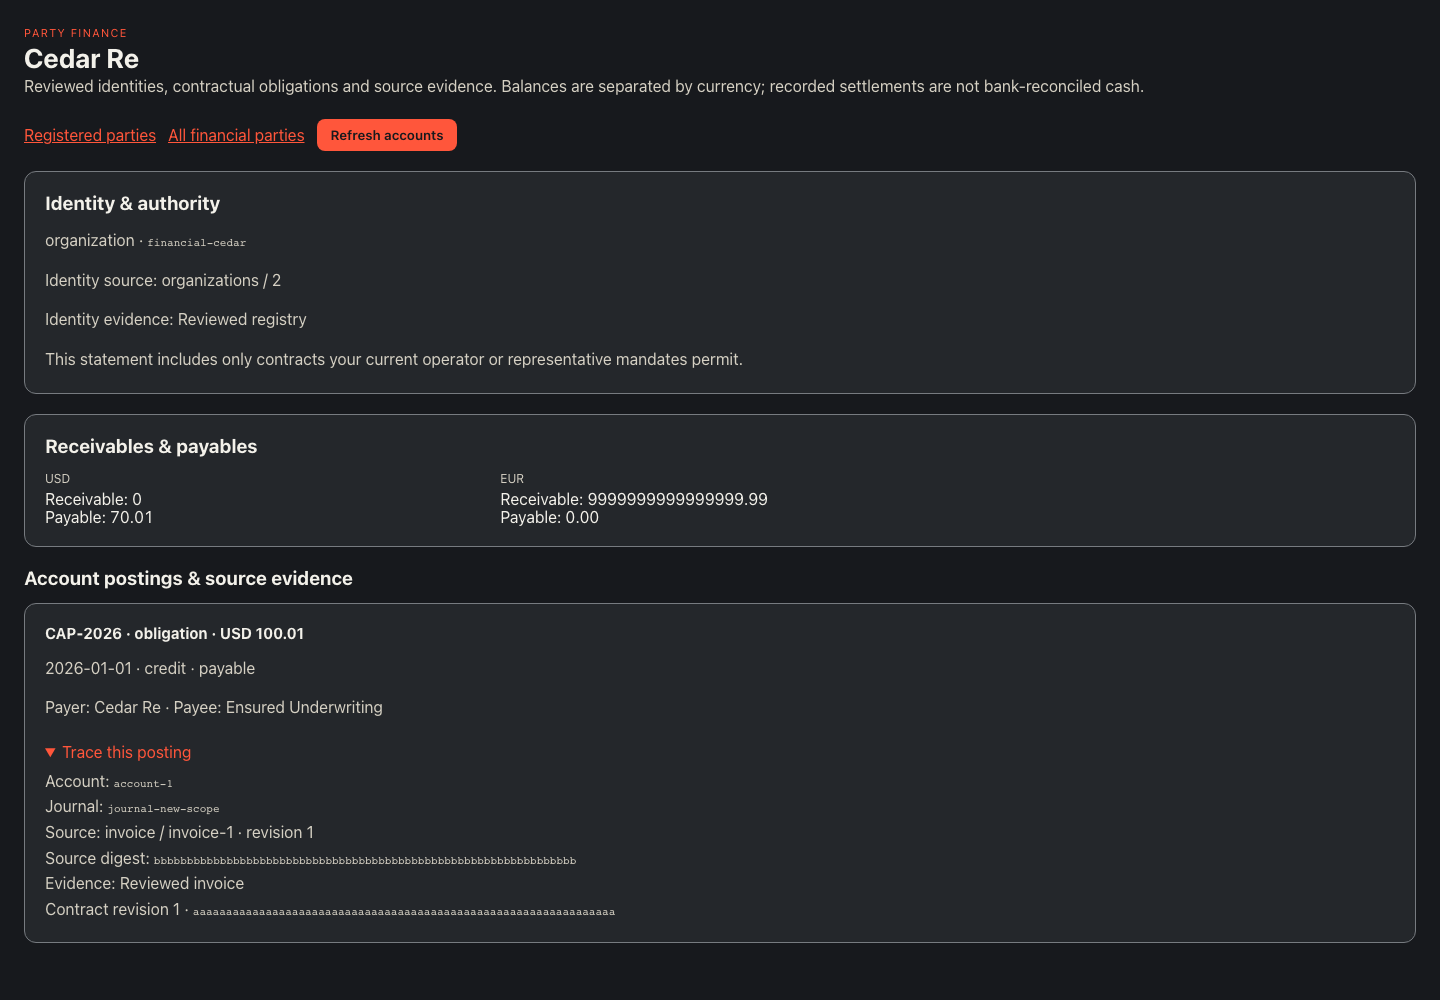 PARTY FINANCE
Cedar Re
Reviewed identities, contractual obligations and source evidence. Balances are separated by currency; recorded settlements are not bank-reconciled cash.
Registered parties All financial parties Refresh accounts
Identity & authority
organization · financial-cedar
Identity source: organizations / 2
Identity evidence: Reviewed registry
This statement includes only contracts your current operator or representative mandates permit.
Receivables & payables
USD
Receivable: 0
Payable: 70.01
EUR
Receivable: 9999999999999999.99
Payable: 0.00
Account postings & source evidence
CAP-2026 · obligation · USD 100.01
2026-01-01 · credit · payable
Payer: Cedar Re · Payee: Ensured Underwriting
▼ Trace this posting
Account: account-1
Journal: journal-new-scope
Source: invoice / invoice-1 · revision 1
Source digest: bbbbbbbbbbbbbbbbbbbbbbbbbbbbbbbbbbbbbbbbbbbbbbbbbbbbbbbbbbbbbbbb
Evidence: Reviewed invoice
Contract revision 1 · aaaaaaaaaaaaaaaaaaaaaaaaaaaaaaaaaaaaaaaaaaaaaaaaaaaaaaaaaaaaaaaa